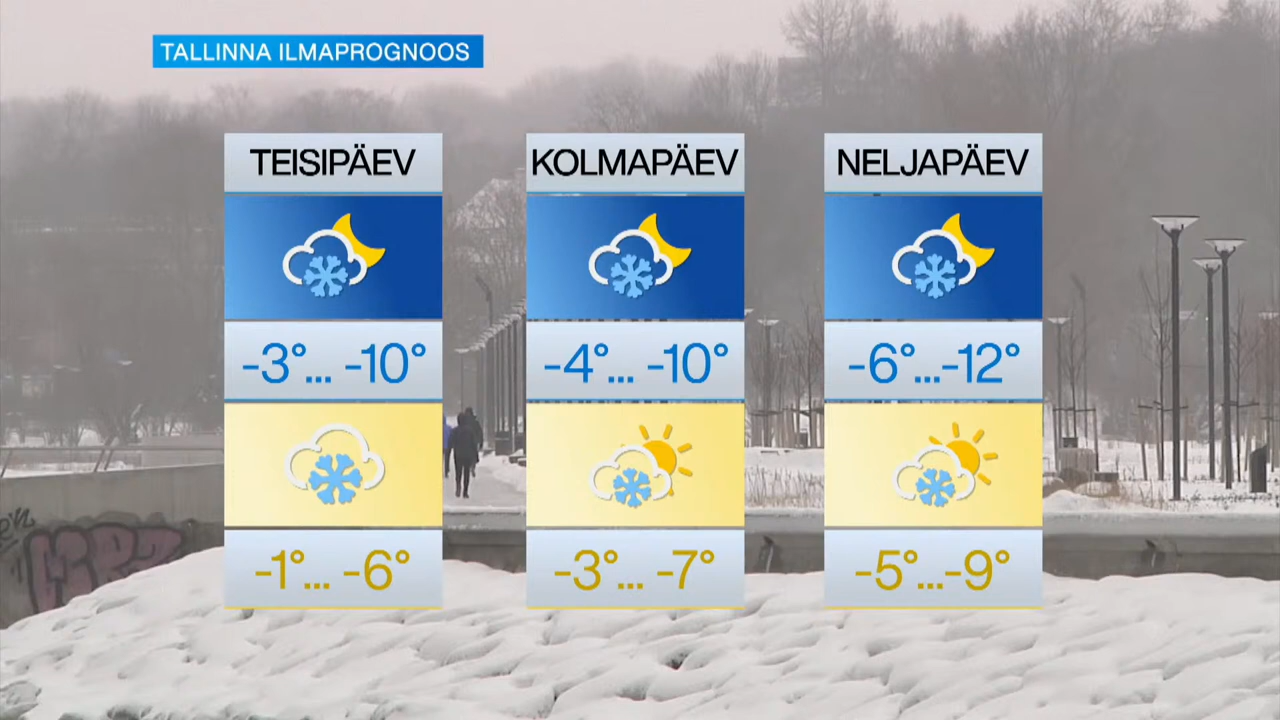 TALLINNA ILMAPROGNOOS
TEISIPÄEV
-3°... -10°
-1°... -6°
KOLMAPÄEV
-4°... -10°
-3°... -7°
NELJAPÄEV
-6°...-12°
-5°...-9°